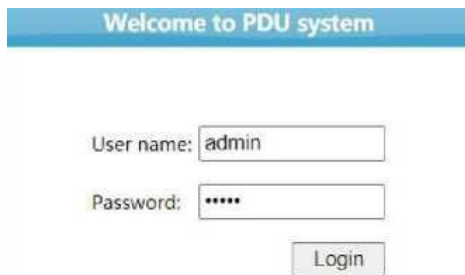 Welcome to PDU system
User name: admin
Password: •••••
Login